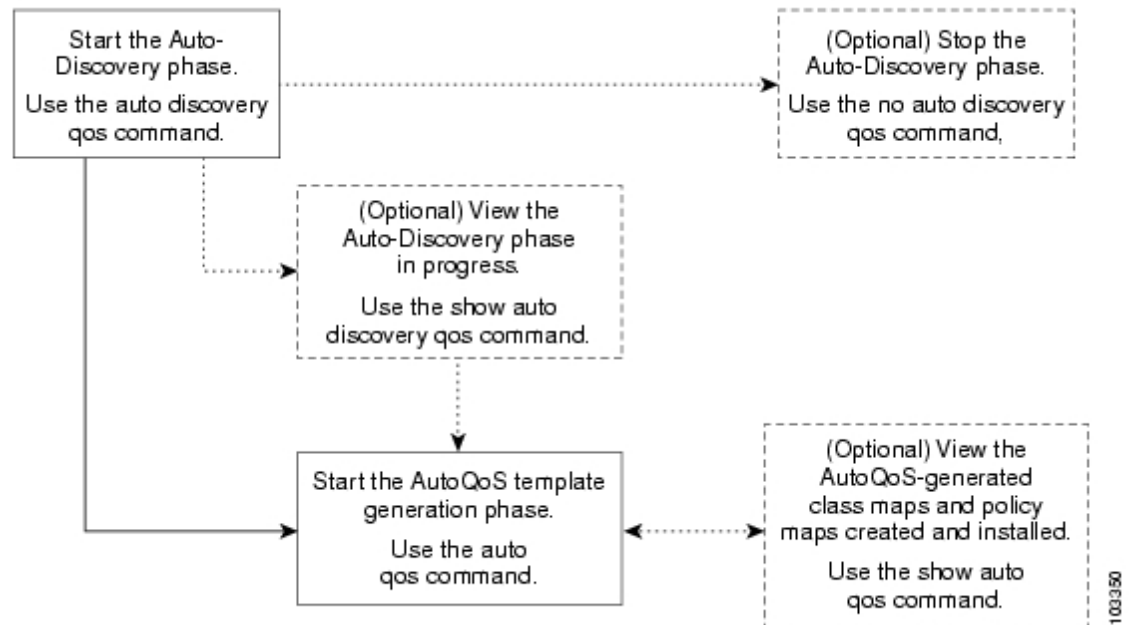 Start the Auto-
Discovery phase.
Use the auto discovery
qos command.
(Optional) Stop the
Auto-Discovery phase.
Use the no auto discovery
qos command,
(Optional) View the
Auto-Discovery phase
in progress.
Use the show auto
discovery qos command.
Start the AutoQoS template
generation phase.
Use the auto
qos command.
(Optional) View the
AutoQoS-generated
class maps and policy
maps created and installed.
Use the show auto
qos command.
103350